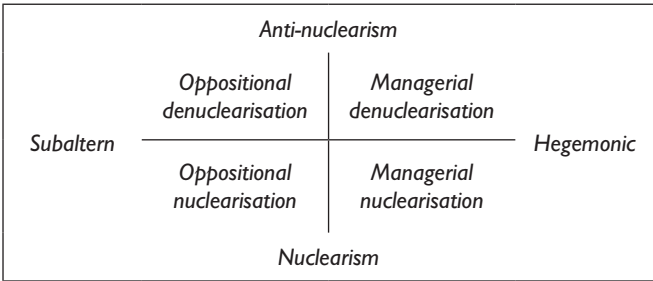 Anti-nuclearism
Oppositional Managerial
denuclearisation denuclearisation
Subaltern Hegemonic
Oppositional Managerial
nuclearisation nuclearisation
Nuclearism